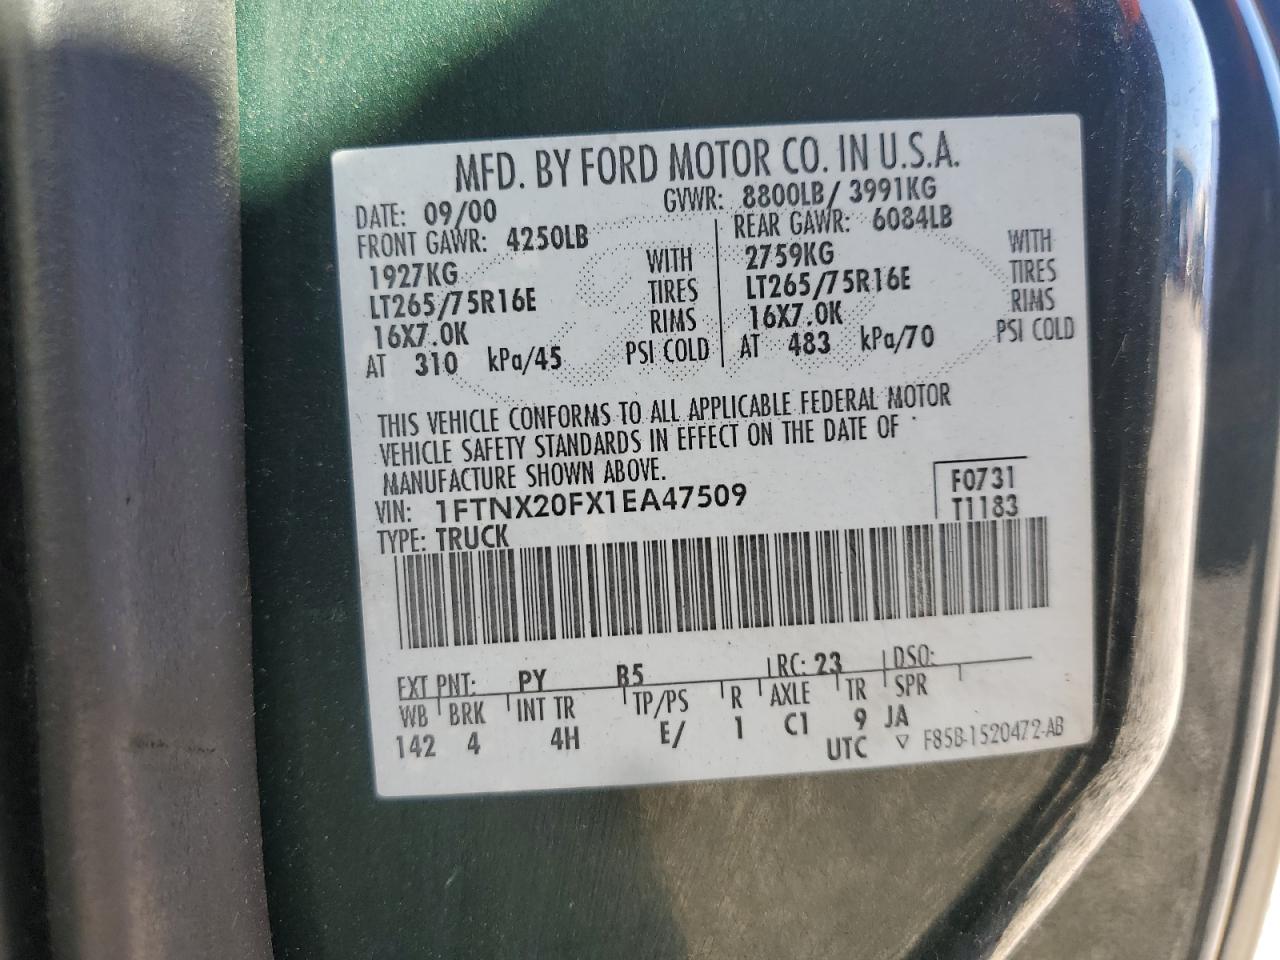 MFD. BY FORD MOTOR CO. IN U.S.A.
DATE: 09/00 GVWR: 8800LB/ 3991KG
FRONT GAWR: 4250LB REAR GAWR: 6084LB
1927KG WITH 2759KG WITH
LT265/75R16E TIRES LT265/75R16E TIRES
16X7.0K RIMS 16X7.0K RIMS
AT 310 kPa/45 PSI COLD AT 483 kPa/70 PSI COLD
THIS VEHICLE CONFORMS TO ALL APPLICABLE FEDERAL MOTOR
VEHICLE SAFETY STANDARDS IN EFFECT ON THE DATE OF
MANUFACTURE SHOWN ABOVE.
VIN: 1FTNX20FX1EA47509 F0731
TYPE: TRUCK T1183
EXT PNT: PY B5 RC: 23 DSO:
WB BRK INT TR TP/PS R AXLE TR SPR
142 4 4H E/ 1 C1 9 JA
UTC ▽ F85B-1520472-AB